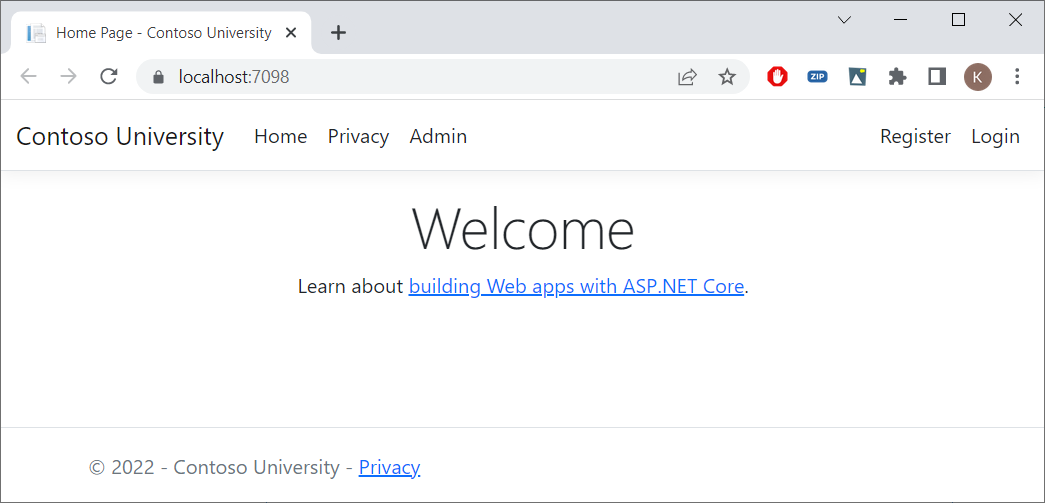 Home Page - Contoso University
localhost:7098
ZIP
K
Contoso University Home Privacy Admin Register Login
Welcome
Learn about building Web apps with ASP.NET Core.
© 2022 - Contoso University - Privacy